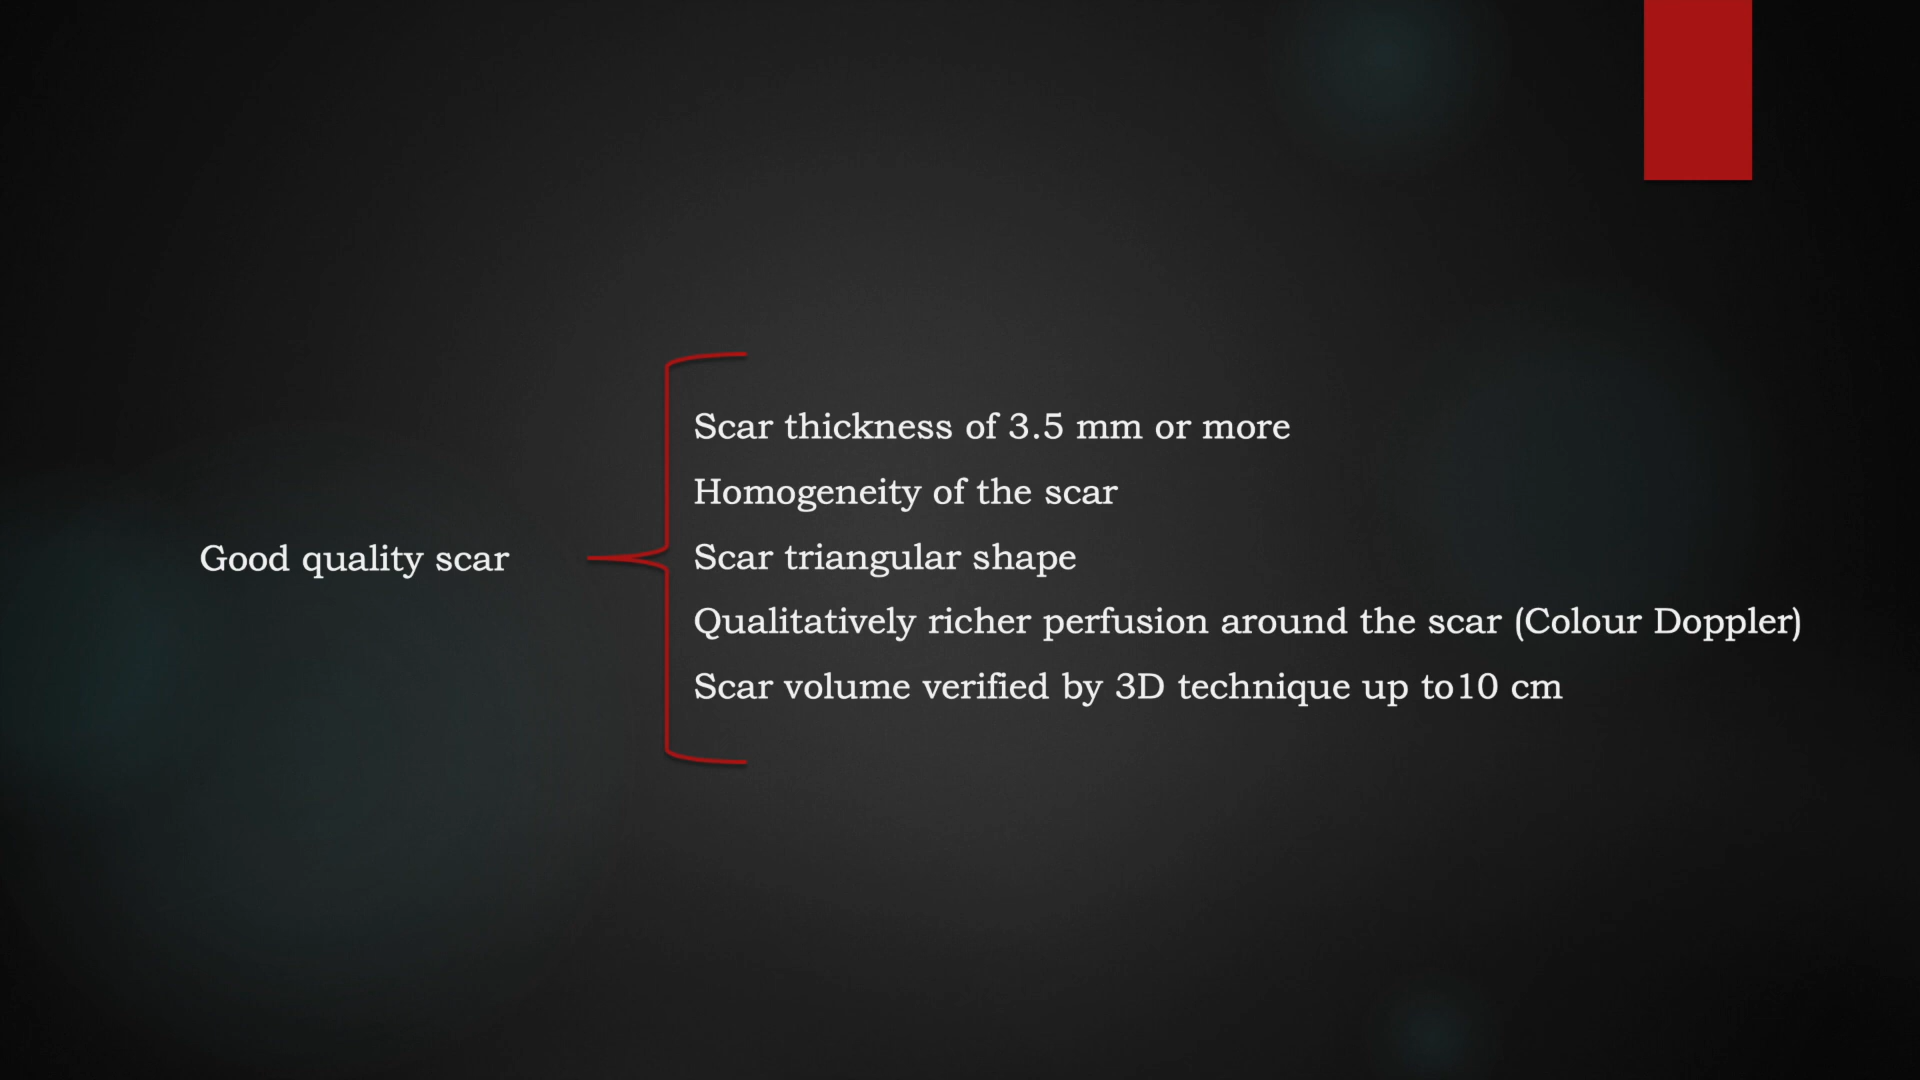 Good quality scar
Scar thickness of 3.5 mm or more
Homogeneity of the scar
Scar triangular shape
Qualitatively richer perfusion around the scar (Colour Doppler)
Scar volume verified by 3D technique up to10 cm